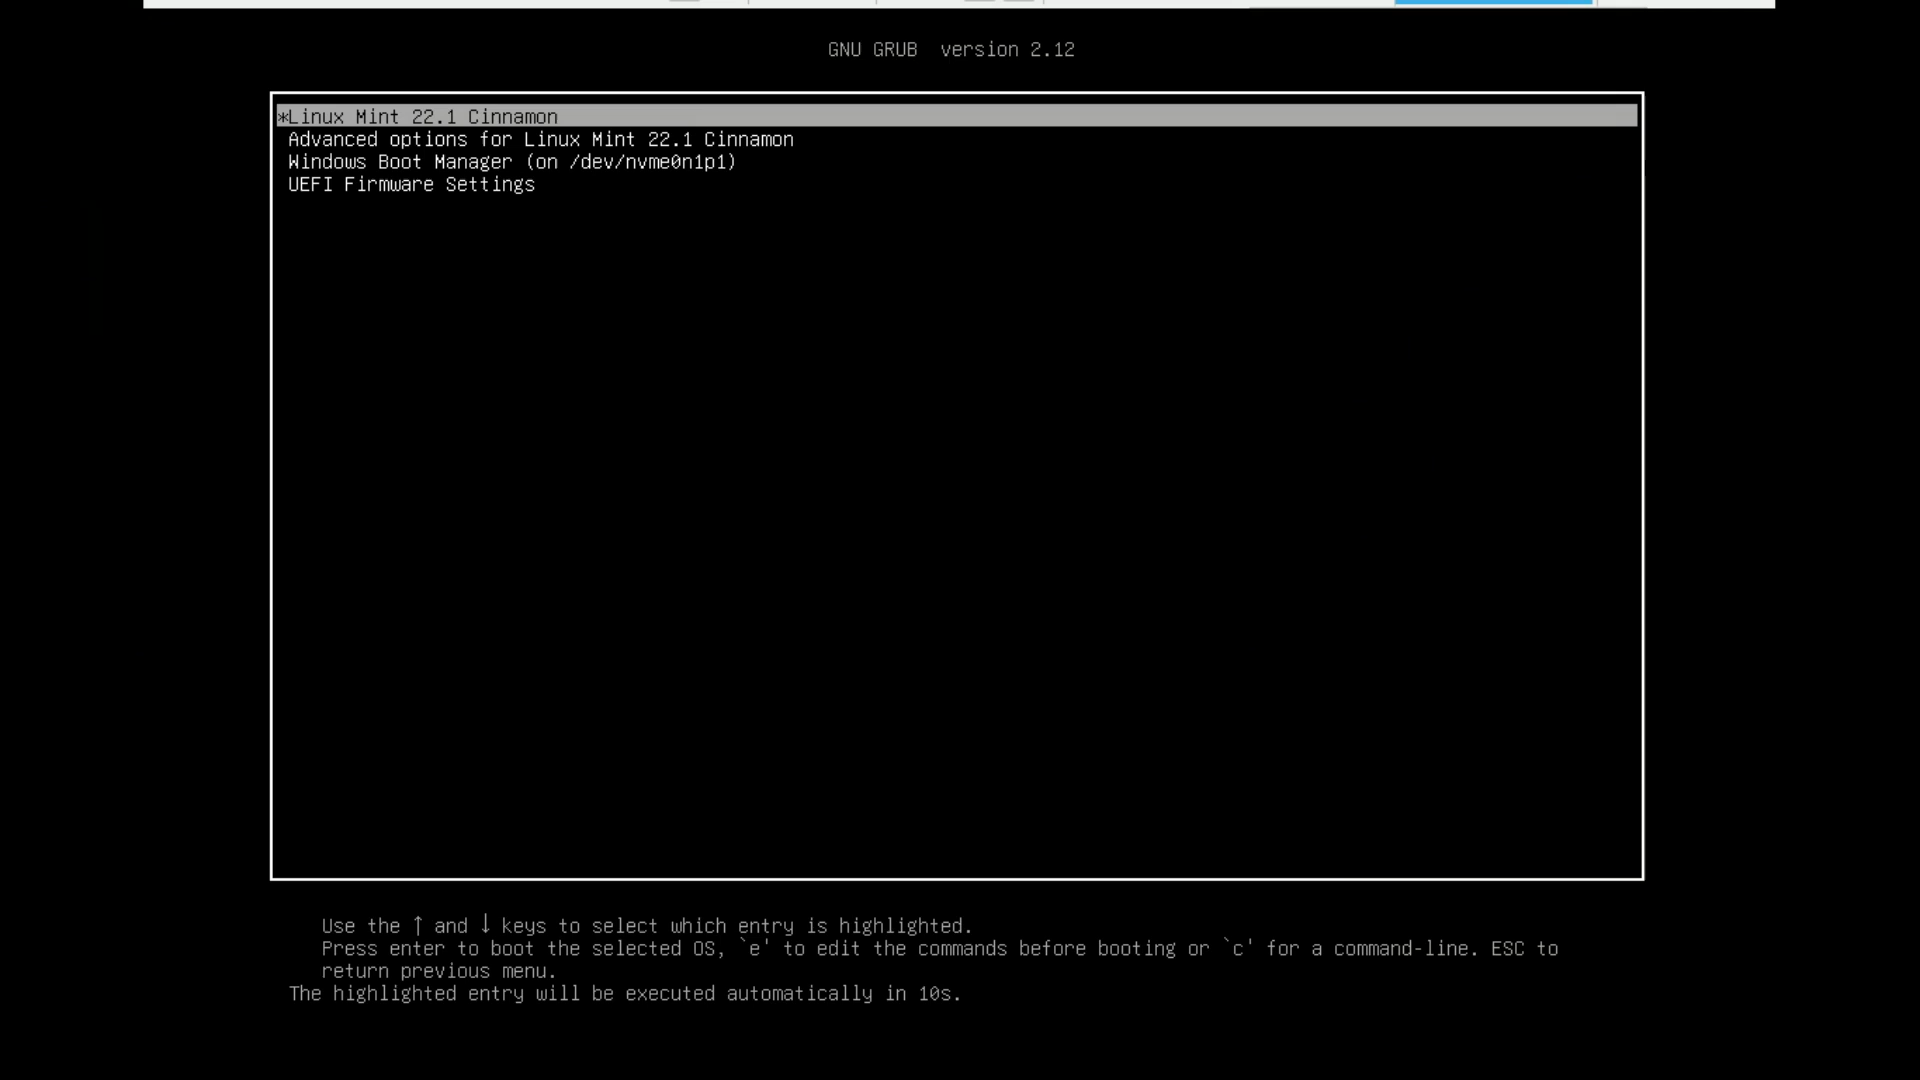 GNU GRUB  version 2.12
*Linux Mint 22.1 Cinnamon
Advanced options for Linux Mint 22.1 Cinnamon
Windows Boot Manager (on /dev/nvme0n1p1)
UEFI Firmware Settings
Use the ↑ and ↓ keys to select which entry is highlighted.
Press enter to boot the selected OS, `e' to edit the commands before booting or `c' for a command-line. ESC to
return previous menu.
The highlighted entry will be executed automatically in 10s.